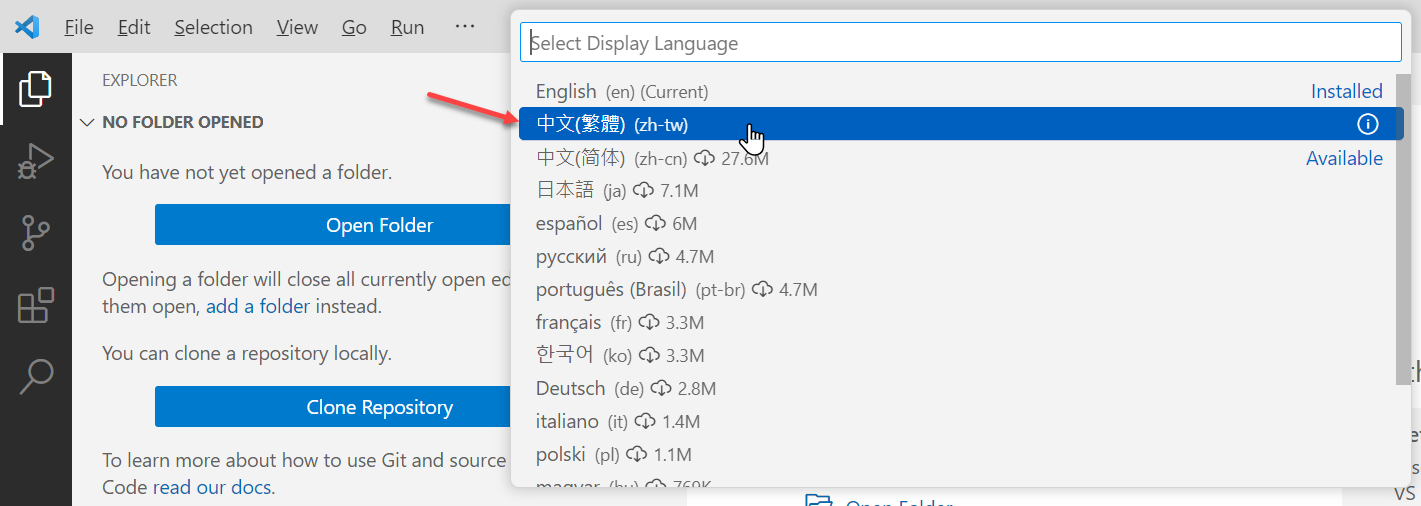 File Edit Selection View Go Run ···
EXPLORER
NO FOLDER OPENED
You have not yet opened a folder.
Open Folder
Opening a folder will close all currently open
them open, add a folder instead.
You can clone a repository locally.
Clone Repository
To learn more about how to use Git and source
Code read our docs.
Select Display Language
English (en) (Current) Installed
中文(繁體) (zh-tw)
中文(简体) (zh-cn) 27.6M Available
日本語 (ja) 7.1M
español (es) 6M
русский (ru) 4.7M
português (Brasil) (pt-br) 4.7M
français (fr) 3.3M
한국어 (ko) 3.3M
Deutsch (de) 2.8M
italiano (it) 1.4M
polski (pl) 1.1M
magyar (hu) 769K
Open Folder
VS